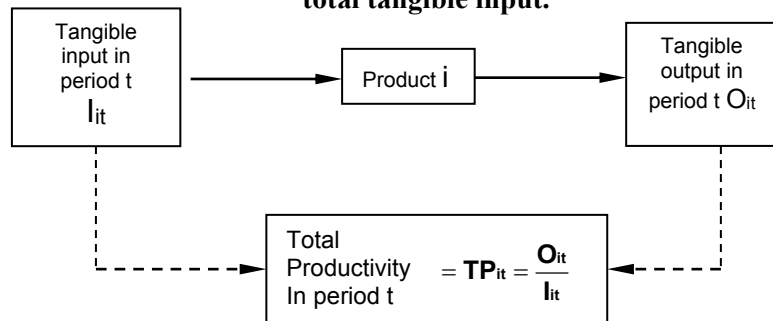 total tangible input.
Tangible
input in
period t
Iit
Product i
Tangible
output in
period t Oit
Total
Productivity
In period t
= TPit = Oit
Iit